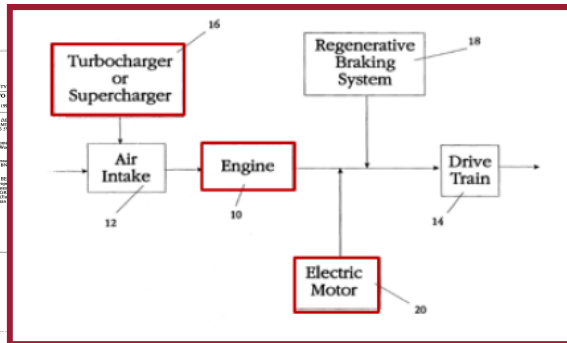 16
Turbocharger
or
Supercharger
Regenerative
Braking
System
18
Air
Intake
12
Engine
10
Drive
Train
14
Electric
Motor
20